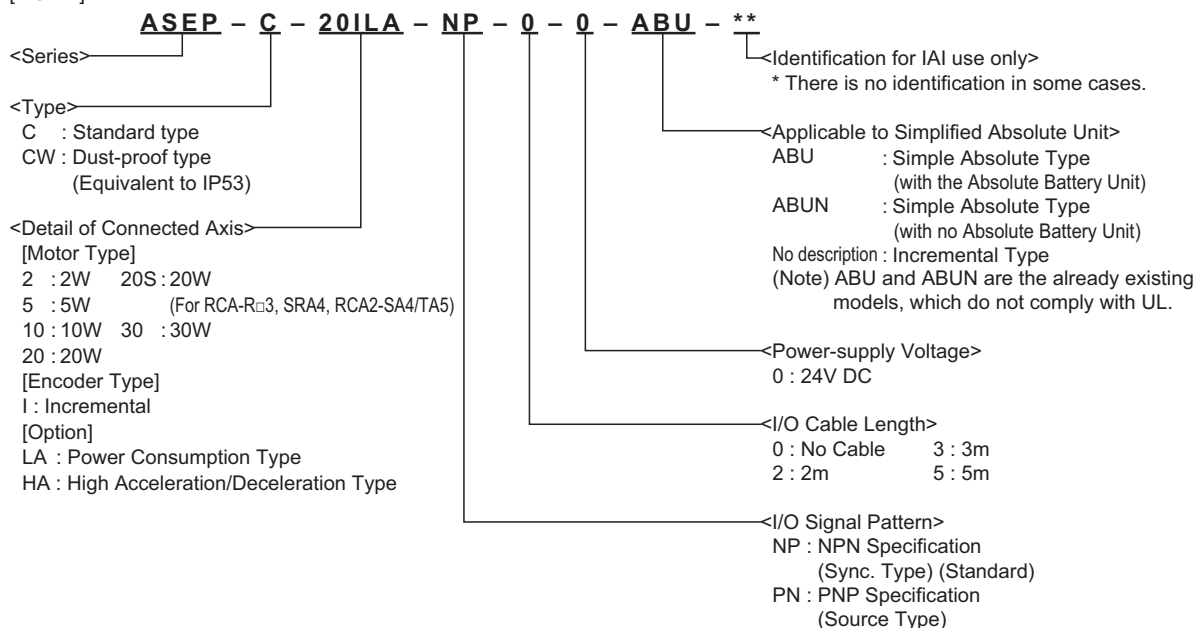 ASEP – C – 20ILA – NP – 0 – 0 – ABU – **
<Series>
<Type>
C : Standard type
CW : Dust-proof type
(Equivalent to IP53)
<Detail of Connected Axis>
[Motor Type]
2 : 2W 20S : 20W
5 : 5W (For RCA-R□3, SRA4, RCA2-SA4/TA5)
10 : 10W 30 : 30W
20 : 20W
[Encoder Type]
I : Incremental
[Option]
LA : Power Consumption Type
HA : High Acceleration/Deceleration Type
<Identification for IAI use only>
* There is no identification in some cases.
<Applicable to Simplified Absolute Unit>
ABU : Simple Absolute Type
(with the Absolute Battery Unit)
ABUN : Simple Absolute Type
(with no Absolute Battery Unit)
No description : Incremental Type
(Note) ABU and ABUN are the already existing
models, which do not comply with UL.
<Power-supply Voltage>
0 : 24V DC
<I/O Cable Length>
0 : No Cable 3 : 3m
2 : 2m 5 : 5m
<I/O Signal Pattern>
NP : NPN Specification
(Sync. Type) (Standard)
PN : PNP Specification
(Source Type)